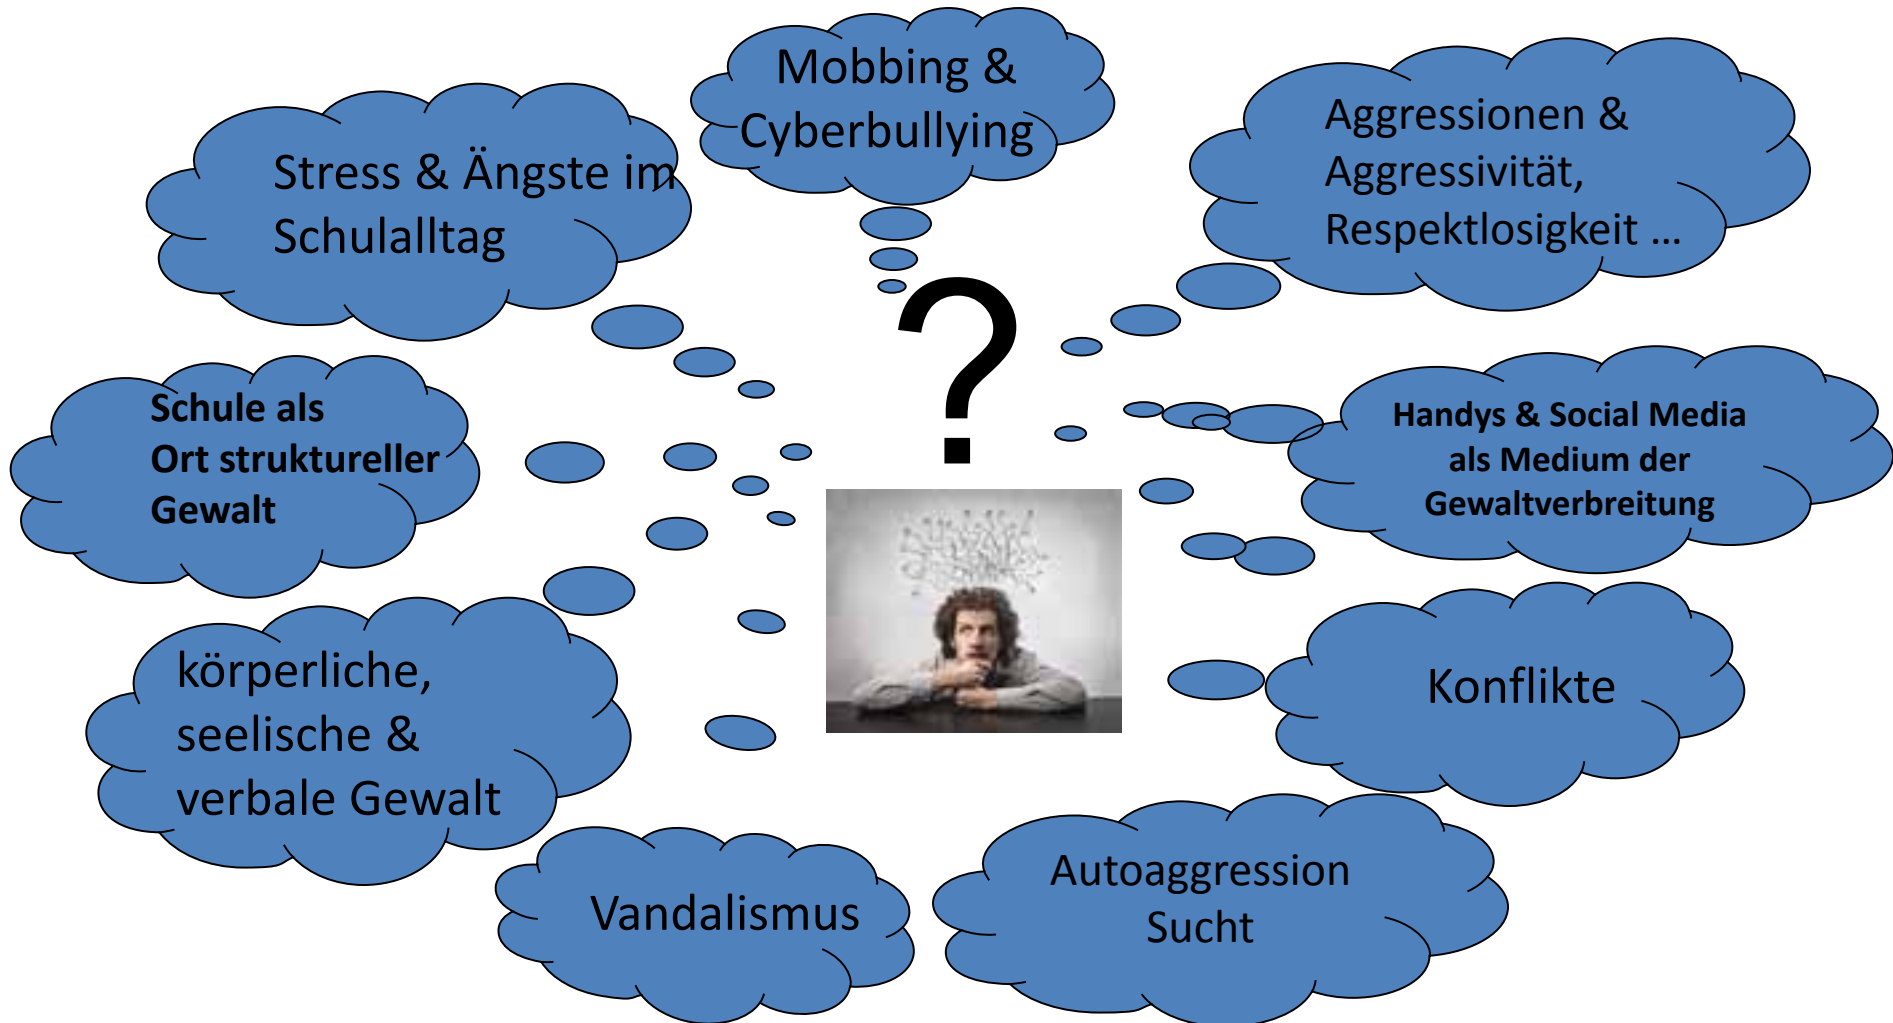 Mobbing &
Cyberbullying
Aggressionen &
Aggressivität,
Respektlosigkeit ...
Stress & Ängste im
Schulalltag
?
Schule als
Ort struktureller
Gewalt
Handys & Social Media
als Medium der
Gewaltverbreitung
körperliche,
seelische &
verbale Gewalt
Konflikte
Vandalismus
Autoaggression
Sucht